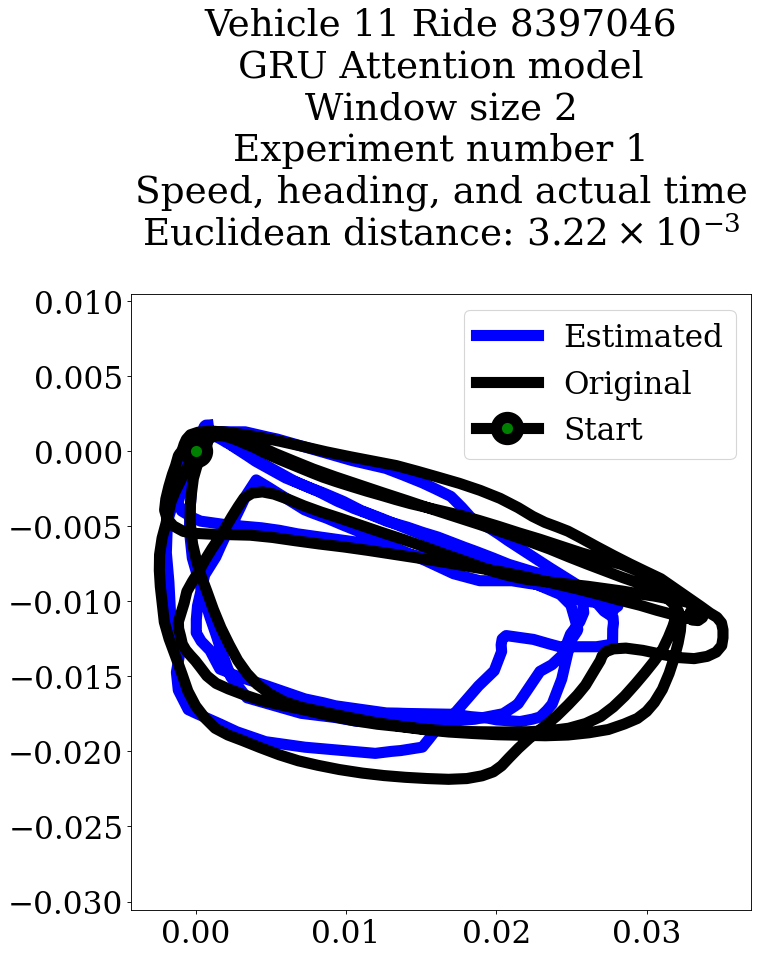 Vehicle 11 Ride 8397046
GRU Attention model
Window size 2
Experiment number 1
Speed, heading, and actual time
Euclidean distance: 3.22 × 10⁻³
0.010
Estimated
0.005
Original
0.000
Start
−0.005
−0.010
−0.015
−0.020
−0.025
−0.030
0.00 0.01 0.02 0.03